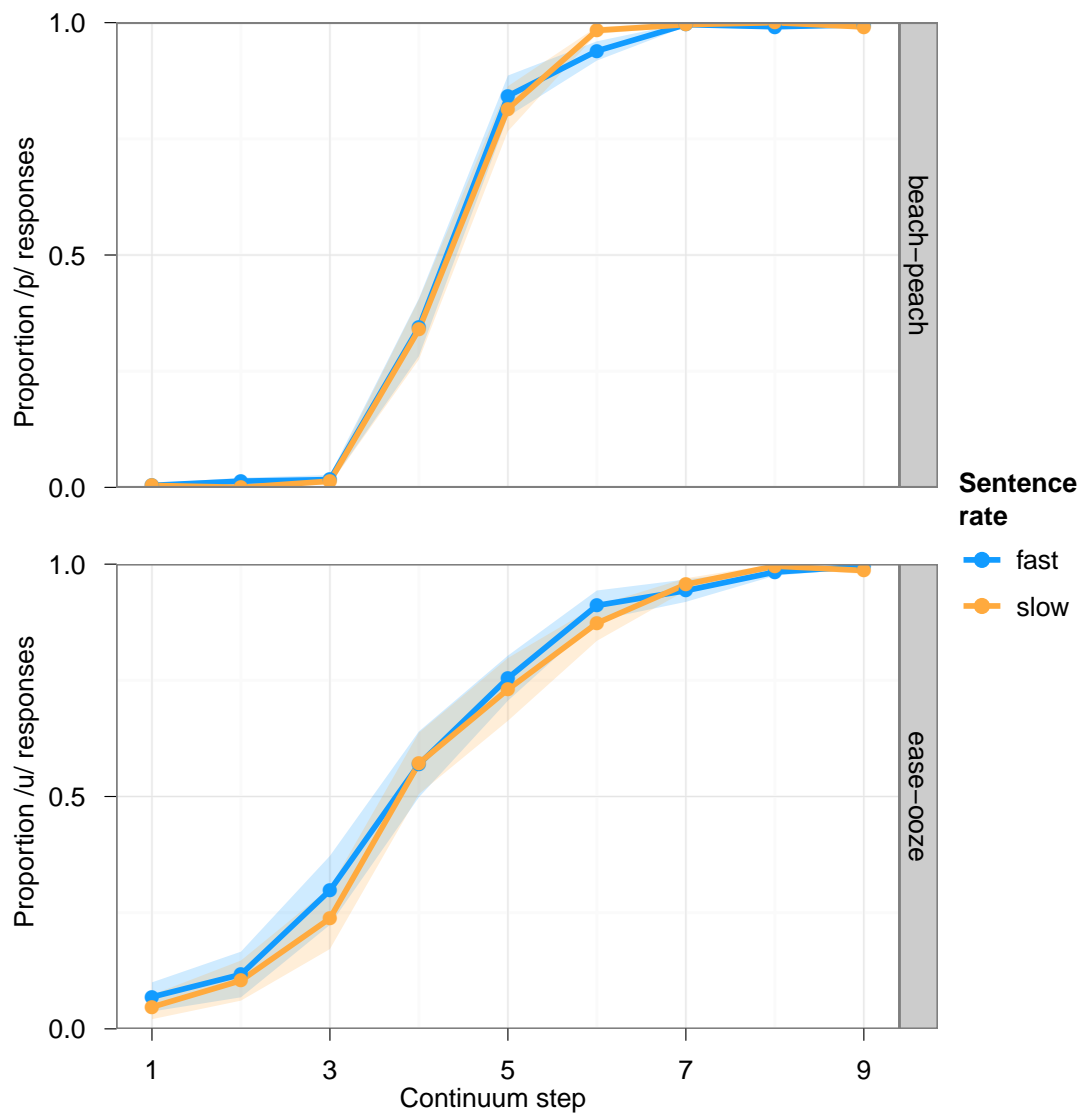 1.0
0.5
0.0
Proportion /p/ responses
beach−peach
Sentence
rate
fast
slow
1.0
0.5
0.0
Proportion /u/ responses
ease−ooze
1 3 5 7 9
Continuum step